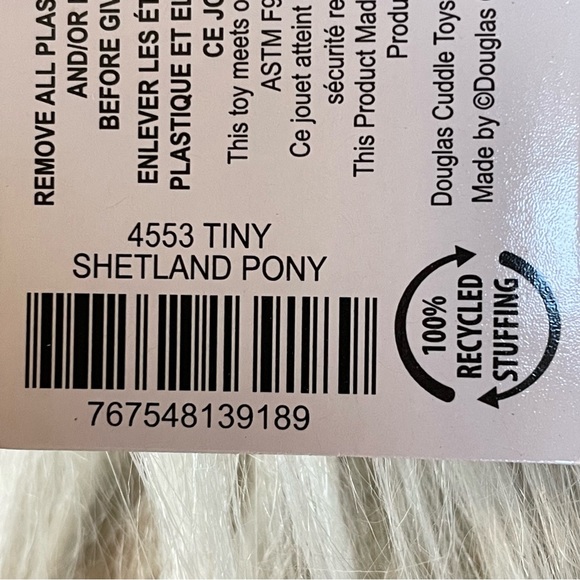 REMOVE ALL PLAS
AND/OR
BEFORE GIV
ENLEVER LES ÉT
PLASTIQUE ET EL
CE JO
This toy meets o
ASTM F9
Ce jouet atteint
sécurité re
This Product Mad
Produ
Douglas Cuddle Toys
Made by ©Douglas
4553 TINY
SHETLAND PONY
767548139189
100%
RECYCLED
STUFFING